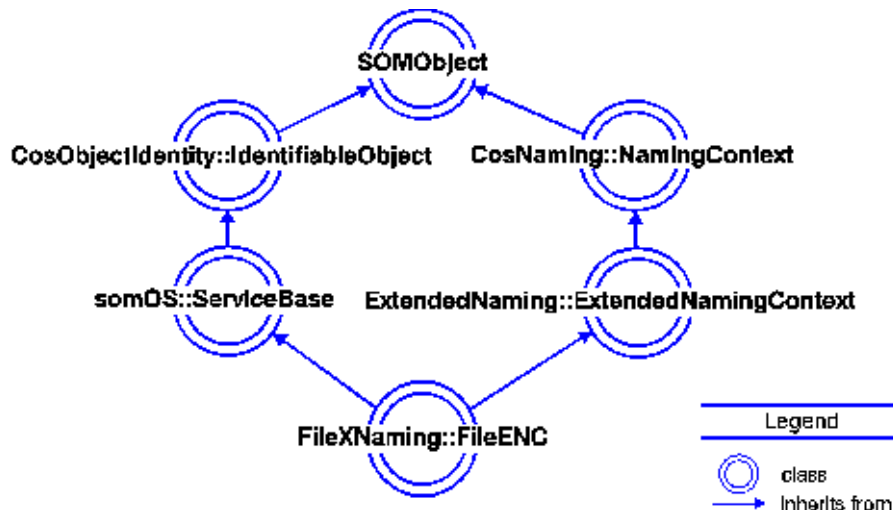 SOMObject
CosObjectIdentity::IdentifiableObject
CosNaming::NamingContext
somOS::ServiceBase
ExtendedNaming::ExtendedNamingContext
FileXNaming::FileENC
Legend
class
Inherits from